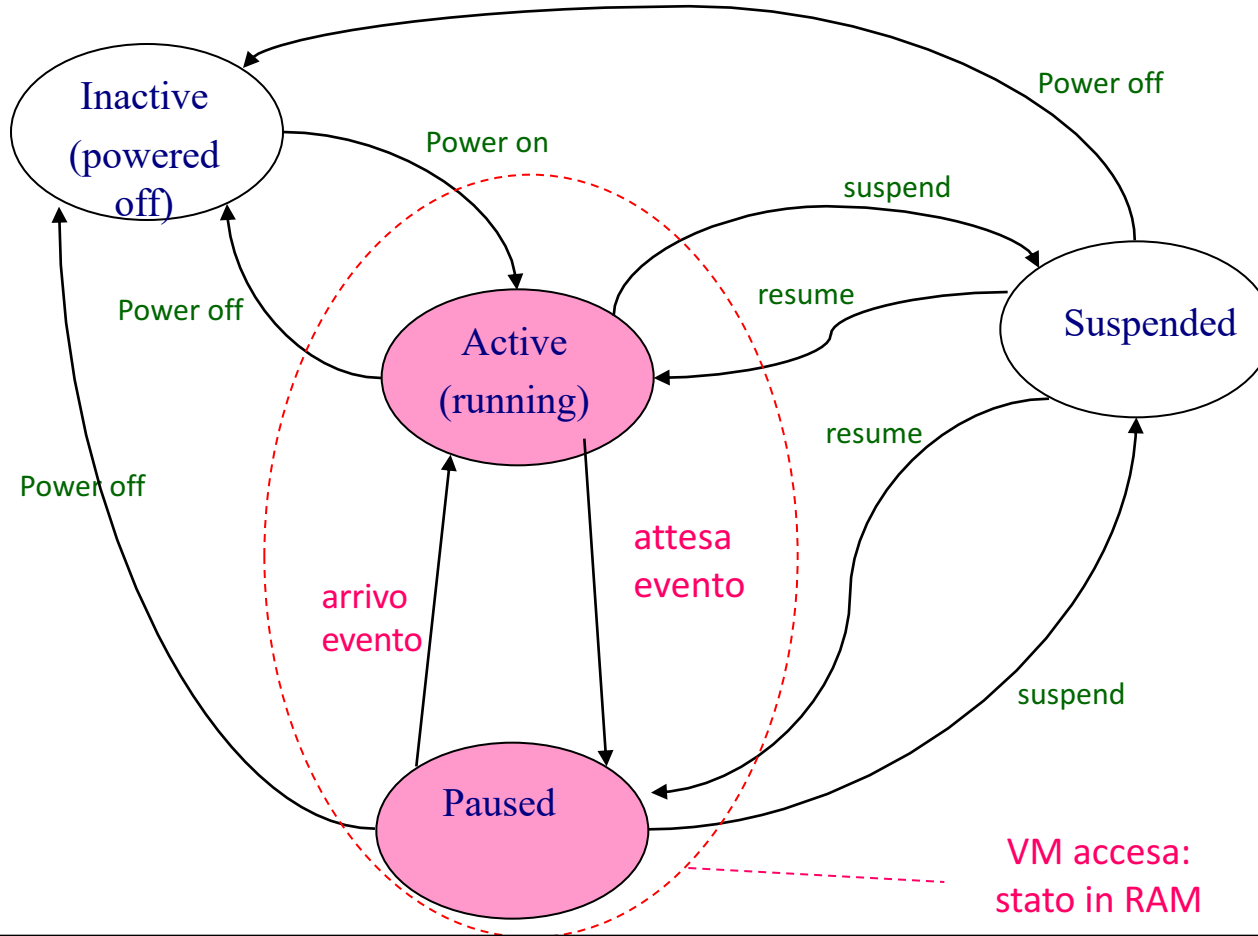 Inactive
(powered
off)
Power off
Power on
suspend
Power off
resume
Active
(running)
Suspended
resume
Power off
attesa
evento
arrivo
evento
suspend
Paused
VM accesa:
stato in RAM